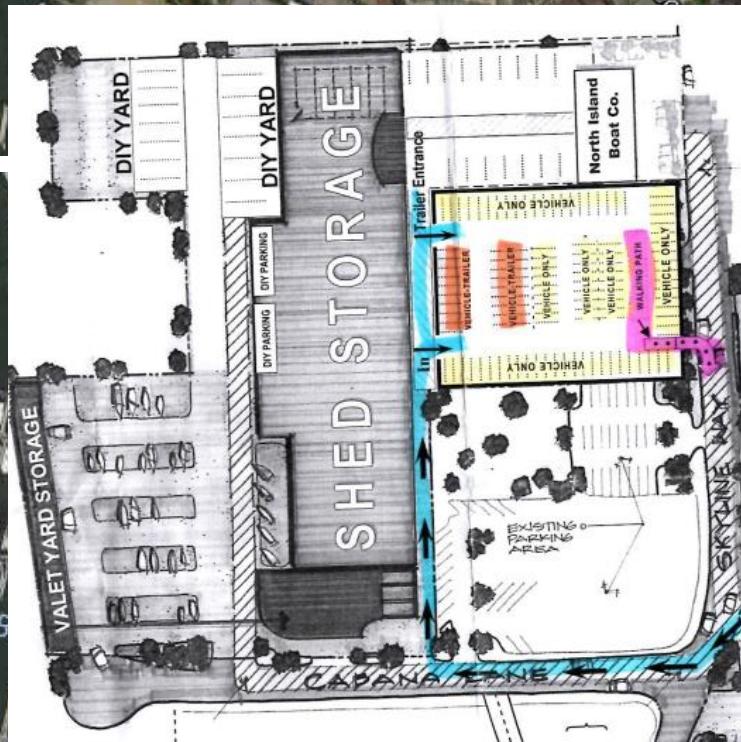 DIY YARD
DIY YARD
SHED STORAGE
DIY PARKING
DIY PARKING
VALET YARD STORAGE
Trailer Entrance
In
North Island
Boat Co.
VEHICLE ONLY
VEHICLE-TRAILER
VEHICLE-TRAILER
VEHICLE ONLY
VEHICLE ONLY
VEHICLE ONLY
WALKING PATH
VEHICLE ONLY
VEHICLE ONLY
EXISTING
PARKING
AREA
SKYLINE WAY
CABANA LANE